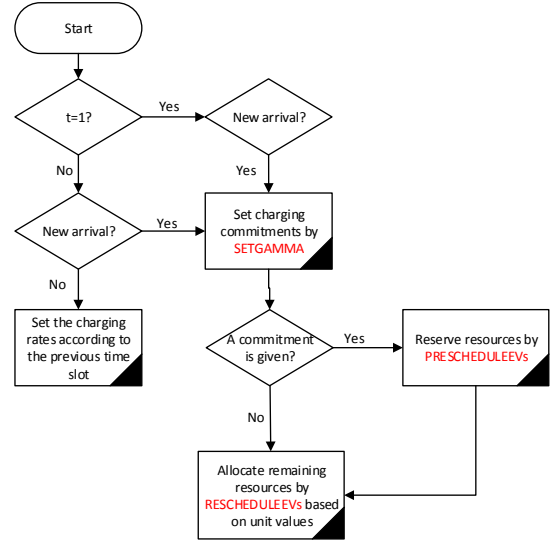 Start
t=1?
Yes
New arrival?
No
Yes
New arrival?
Yes
Set charging
commitments by
SETGAMMA
No
Set the charging
rates according to
the previous time
slot
A commitment
is given?
Yes
Reserve resources by
PRESCHEDULEEVs
No
Allocate remaining
resources by
RESCHEDULEEVs based
on unit values